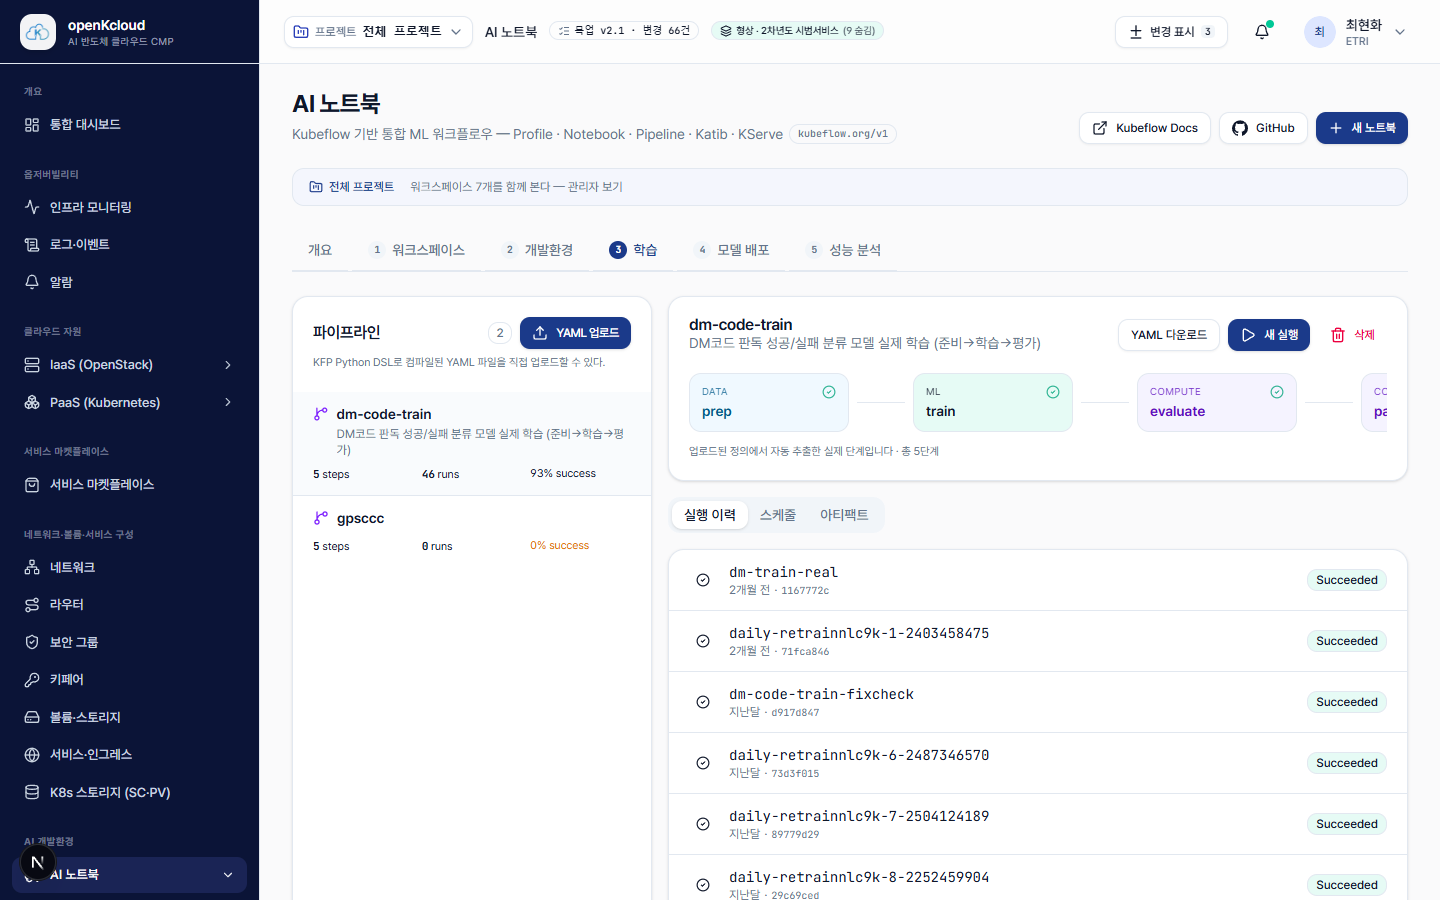 openKcloud
AI 반도체 클라우드 CMP
개요
통합 대시보드
옵저버빌리티
인프라 모니터링
로그·이벤트
알람
클라우드 자원
IaaS (OpenStack)
PaaS (Kubernetes)
서비스 마켓플레이스
서비스 마켓플레이스
네트워크·볼륨·서비스 구성
네트워크
라우터
보안 그룹
키페어
볼륨·스토리지
서비스·인그레스
K8s 스토리지 (SC·PV)
AI 개발환경
AI 노트북
N
프로젝트 전체 프로젝트
AI 노트북
목업 v2.1 · 변경 66건
형상 · 2차년도 시범서비스 (9 숨김)
변경 표시 3
최
최현화
ETRI
AI 노트북
Kubeflow 기반 통합 ML 워크플로우 — Profile · Notebook · Pipeline · Katib · KServe
kubeflow.org/v1
Kubeflow Docs
GitHub
새 노트북
전체 프로젝트 워크스페이스 7개를 함께 본다 — 관리자 보기
개요
1 워크스페이스
2 개발환경
3 학습
4 모델 배포
5 성능 분석
파이프라인
2
YAML 업로드
KFP Python DSL로 컴파일된 YAML 파일을 직접 업로드할 수 있다.
dm-code-train
DM코드 판독 성공/실패 분류 모델 실제 학습 (준비→학습→평
가)
5 steps 46 runs 93% success
gpsccc
5 steps 0 runs 0% success
dm-code-train
DM코드 판독 성공/실패 분류 모델 실제 학습 (준비→학습→평가)
YAML 다운로드
새 실행
삭제
DATA
prep
ML
train
COMPUTE
evaluate
CO
pa
업로드된 정의에서 자동 추출한 실제 단계입니다 · 총 5단계
실행 이력
스케줄
아티팩트
dm-train-real
2개월 전 · 1167772c
Succeeded
daily-retrainnlc9k-1-2403458475
2개월 전 · 71fca846
Succeeded
dm-code-train-fixcheck
지난달 · d917d847
Succeeded
daily-retrainnlc9k-6-2487346570
지난달 · 73d3f015
Succeeded
daily-retrainnlc9k-7-2504124189
지난달 · 89779d29
Succeeded
daily-retrainnlc9k-8-2252459904
지난달 · 29c69ced
Succeeded